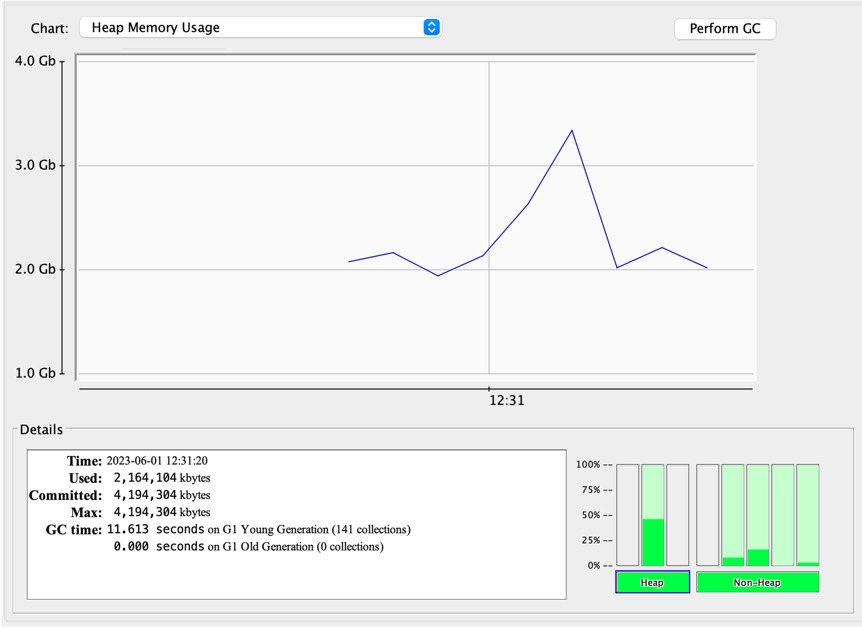 Chart: Heap Memory Usage Perform GC
4.0 Gb
3.0 Gb
2.0 Gb
1.0 Gb
12:31
Details
Time: 2023-06-01 12:31:20
Used: 2,164,104 kbytes
Committed: 4,194,304 kbytes
Max: 4,194,304 kbytes
GC time: 11.613 seconds on G1 Young Generation (141 collections)
0.000 seconds on G1 Old Generation (0 collections)
100% --
75% --
50% --
25% --
0% --
Heap Non-Heap